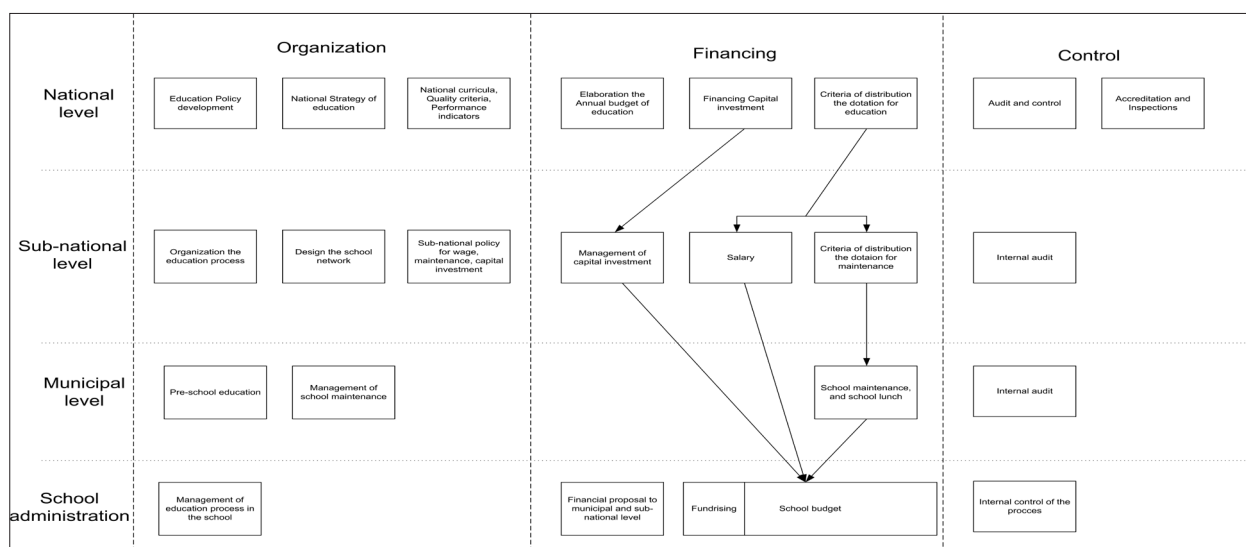 Organization
Financing
Control
National
level
Education Policy
development
National Strategy of
education
National curricula,
Quality criteria,
Performance
indicators
Elaboration the
Annual budget of
education
Financing Capital
investment
Criteria of distribution
the dotation for
education
Audit and control
Accreditation and
Inspections
Sub-national
level
Organization the
education process
Design the school
network
Sub-national policy
for wage,
maintenance, capital
investment
Management of
capital investment
Salary
Criteria of distribution
the dotaion for
maintenance
Internal audit
Municipal
level
Pre-school education
Management of
school maintenance
School maintenance,
and school lunch
Internal audit
School
administration
Management of
education process in
the school
Financial proposal to
municipal and sub-
national level
Fundrising
School budget
Internal control of the
procces